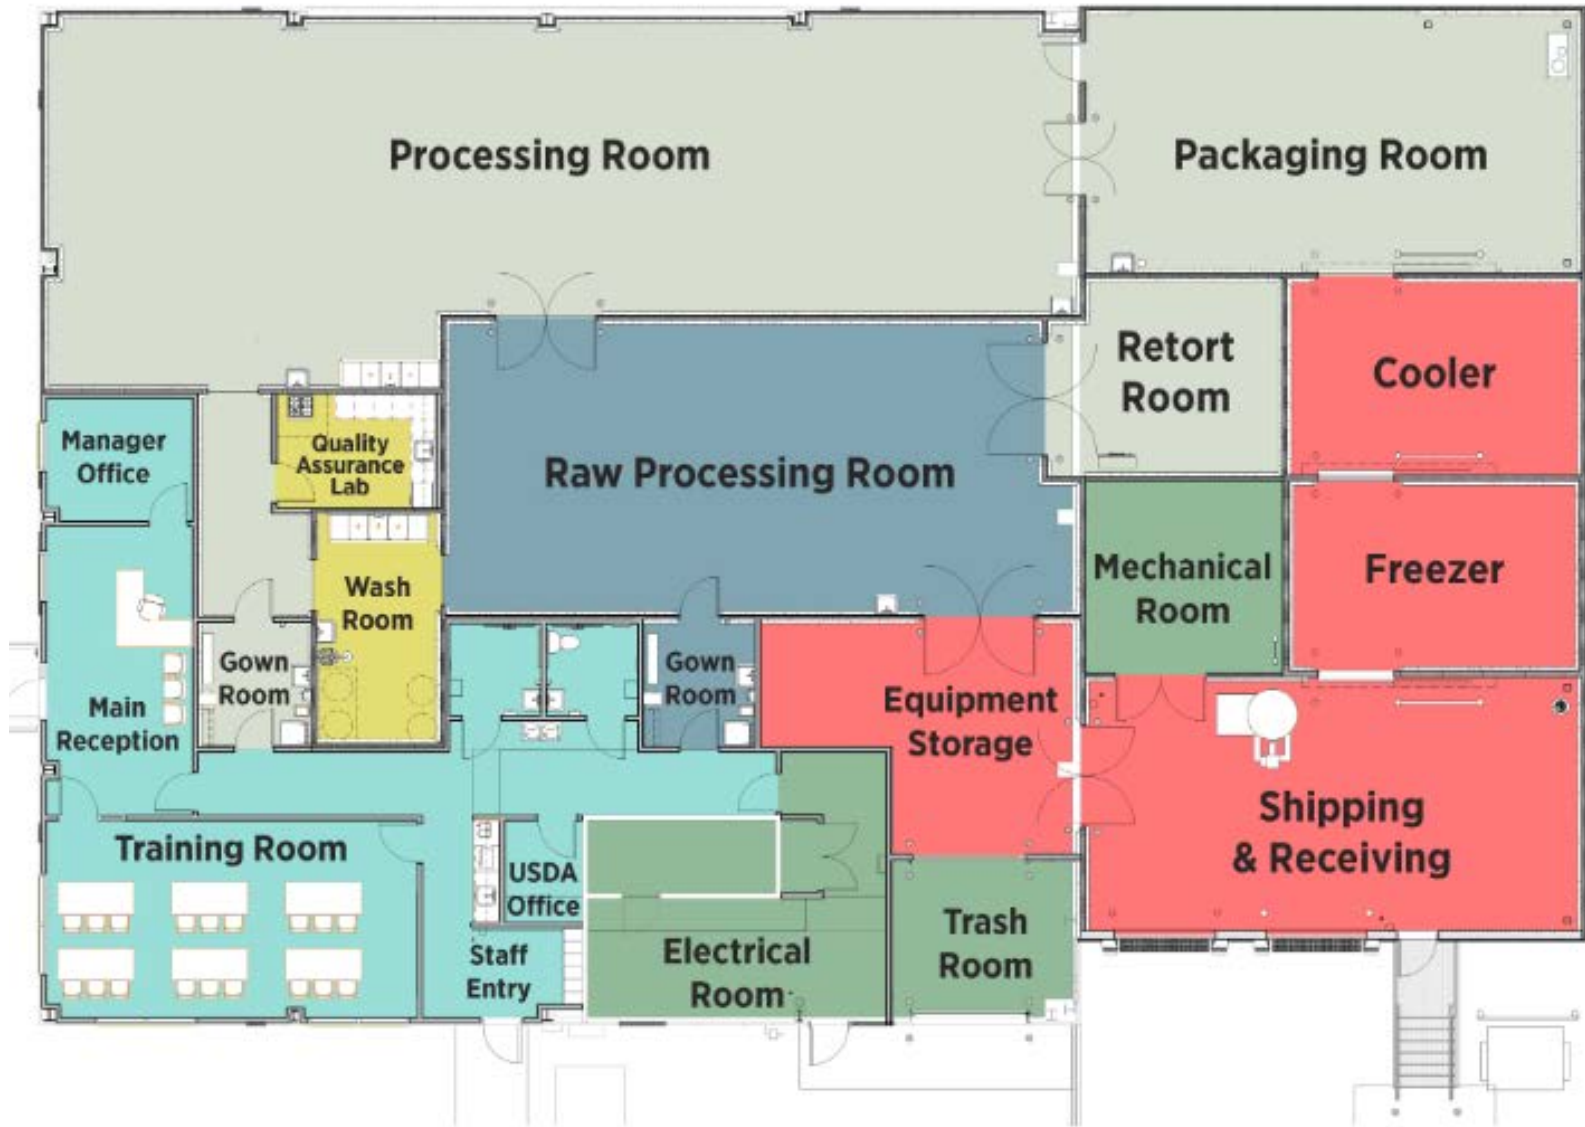 Processing Room
Packaging Room
Retort
Room
Cooler
Manager
Office
Quality
Assurance
Lab
Raw Processing Room
Wash
Room
Mechanical
Room
Freezer
Gown
Room
Gown
Room
Main
Reception
Equipment
Storage
Shipping
& Receiving
Training Room
USDA
Office
Staff
Entry
Electrical
Room
Trash
Room